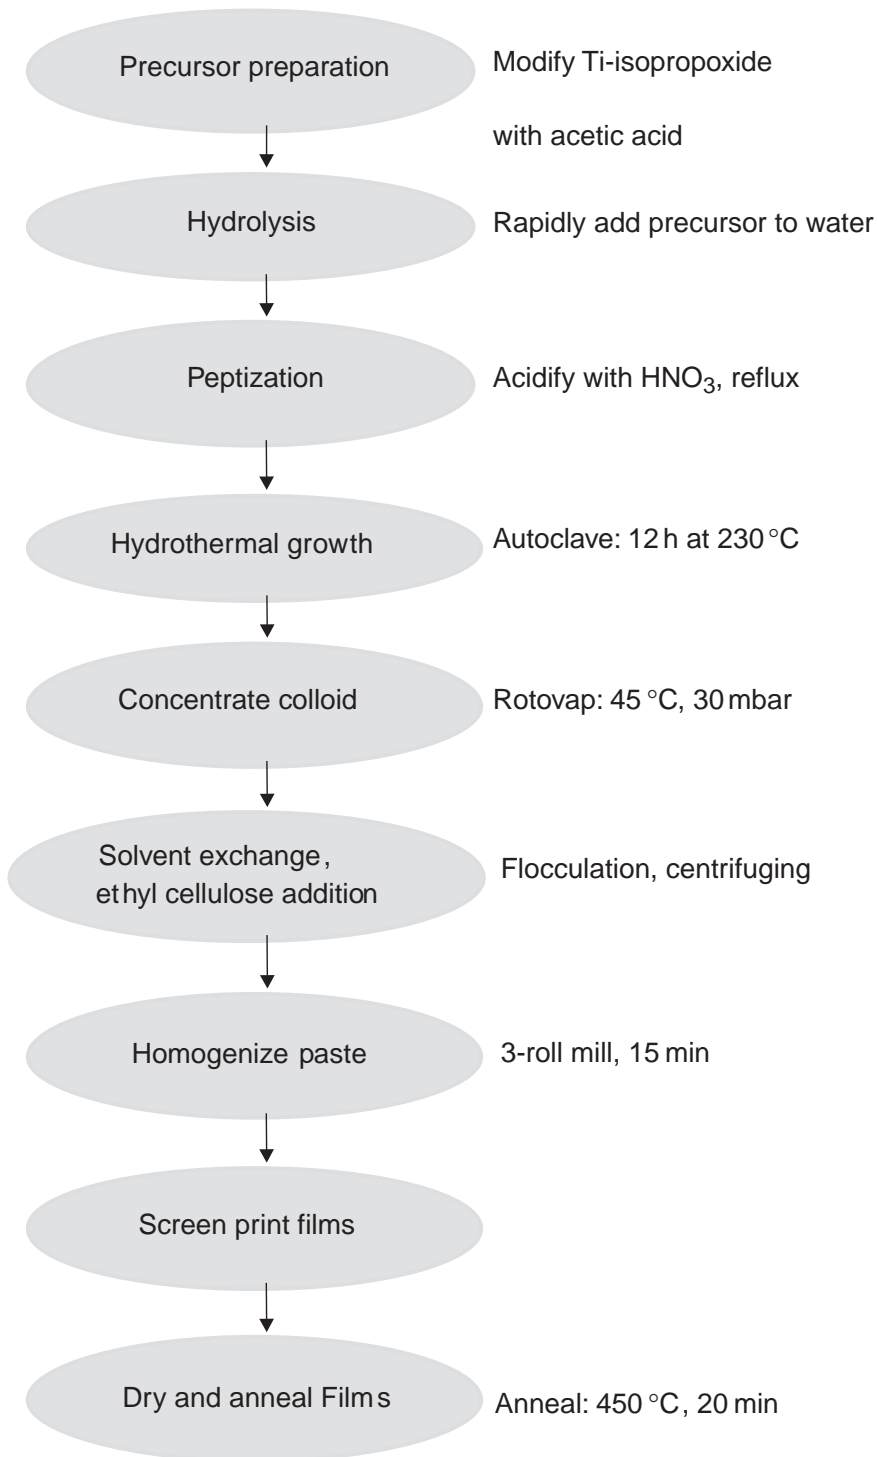 Precursor preparation
Modify Ti-isopropoxide
with acetic acid
Hydrolysis
Rapidly add precursor to water
Peptization
Acidify with HNO₃, reflux
Hydrothermal growth
Autoclave: 12 h at 230 °C
Concentrate colloid
Rotovap: 45 °C, 30 mbar
Solvent exchange,
ethyl cellulose addition
Flocculation, centrifuging
Homogenize paste
3-roll mill, 15 min
Screen print films
Dry and anneal Films
Anneal: 450 °C, 20 min